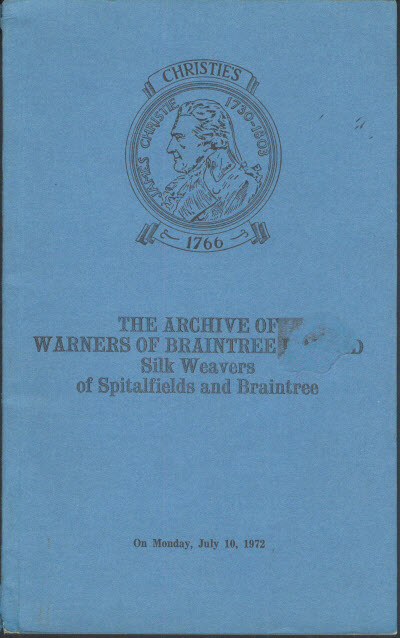 CHRISTIE'S
JAMES CHRISTIE 1730-1803
1766
THE ARCHIVE OF
WARNERS OF BRAINTREE
Silk Weavers
of Spitalfields and Braintree
On Monday, July 10, 1972